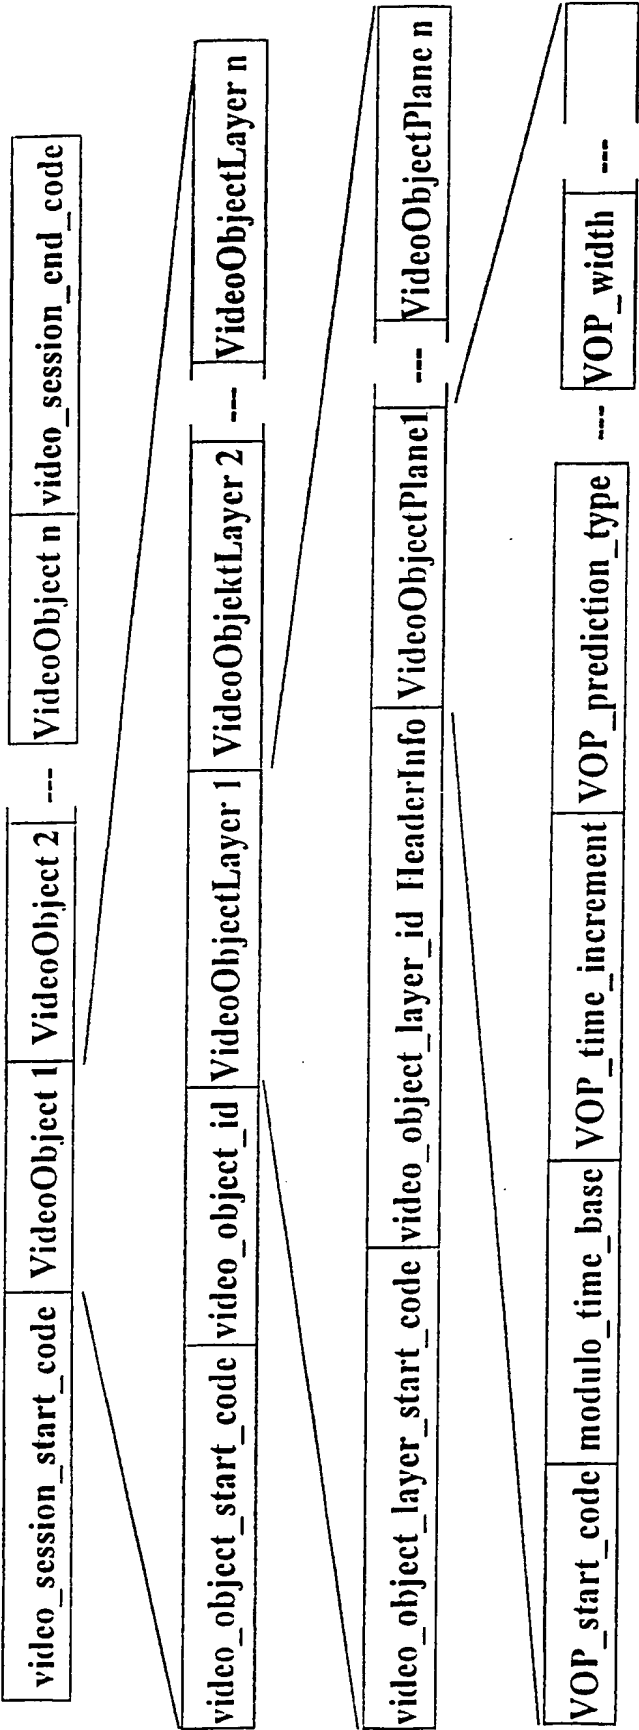 video_session_start_code VideoObject 1 VideoObject 2 --- VideoObject n video_session_end_code
video_object_start_code video_object_id VideoObjectLayer 1 VideoObjektLayer 2 --- VideoObjectLayer n
video_object_layer_start_code video_object_layer_id HeaderInfo VideoObjectPlane1 --- VideoObjectPlane n
VOP_start_code modulo_time_base VOP_time_increment VOP_prediction_type --- VOP_width ---